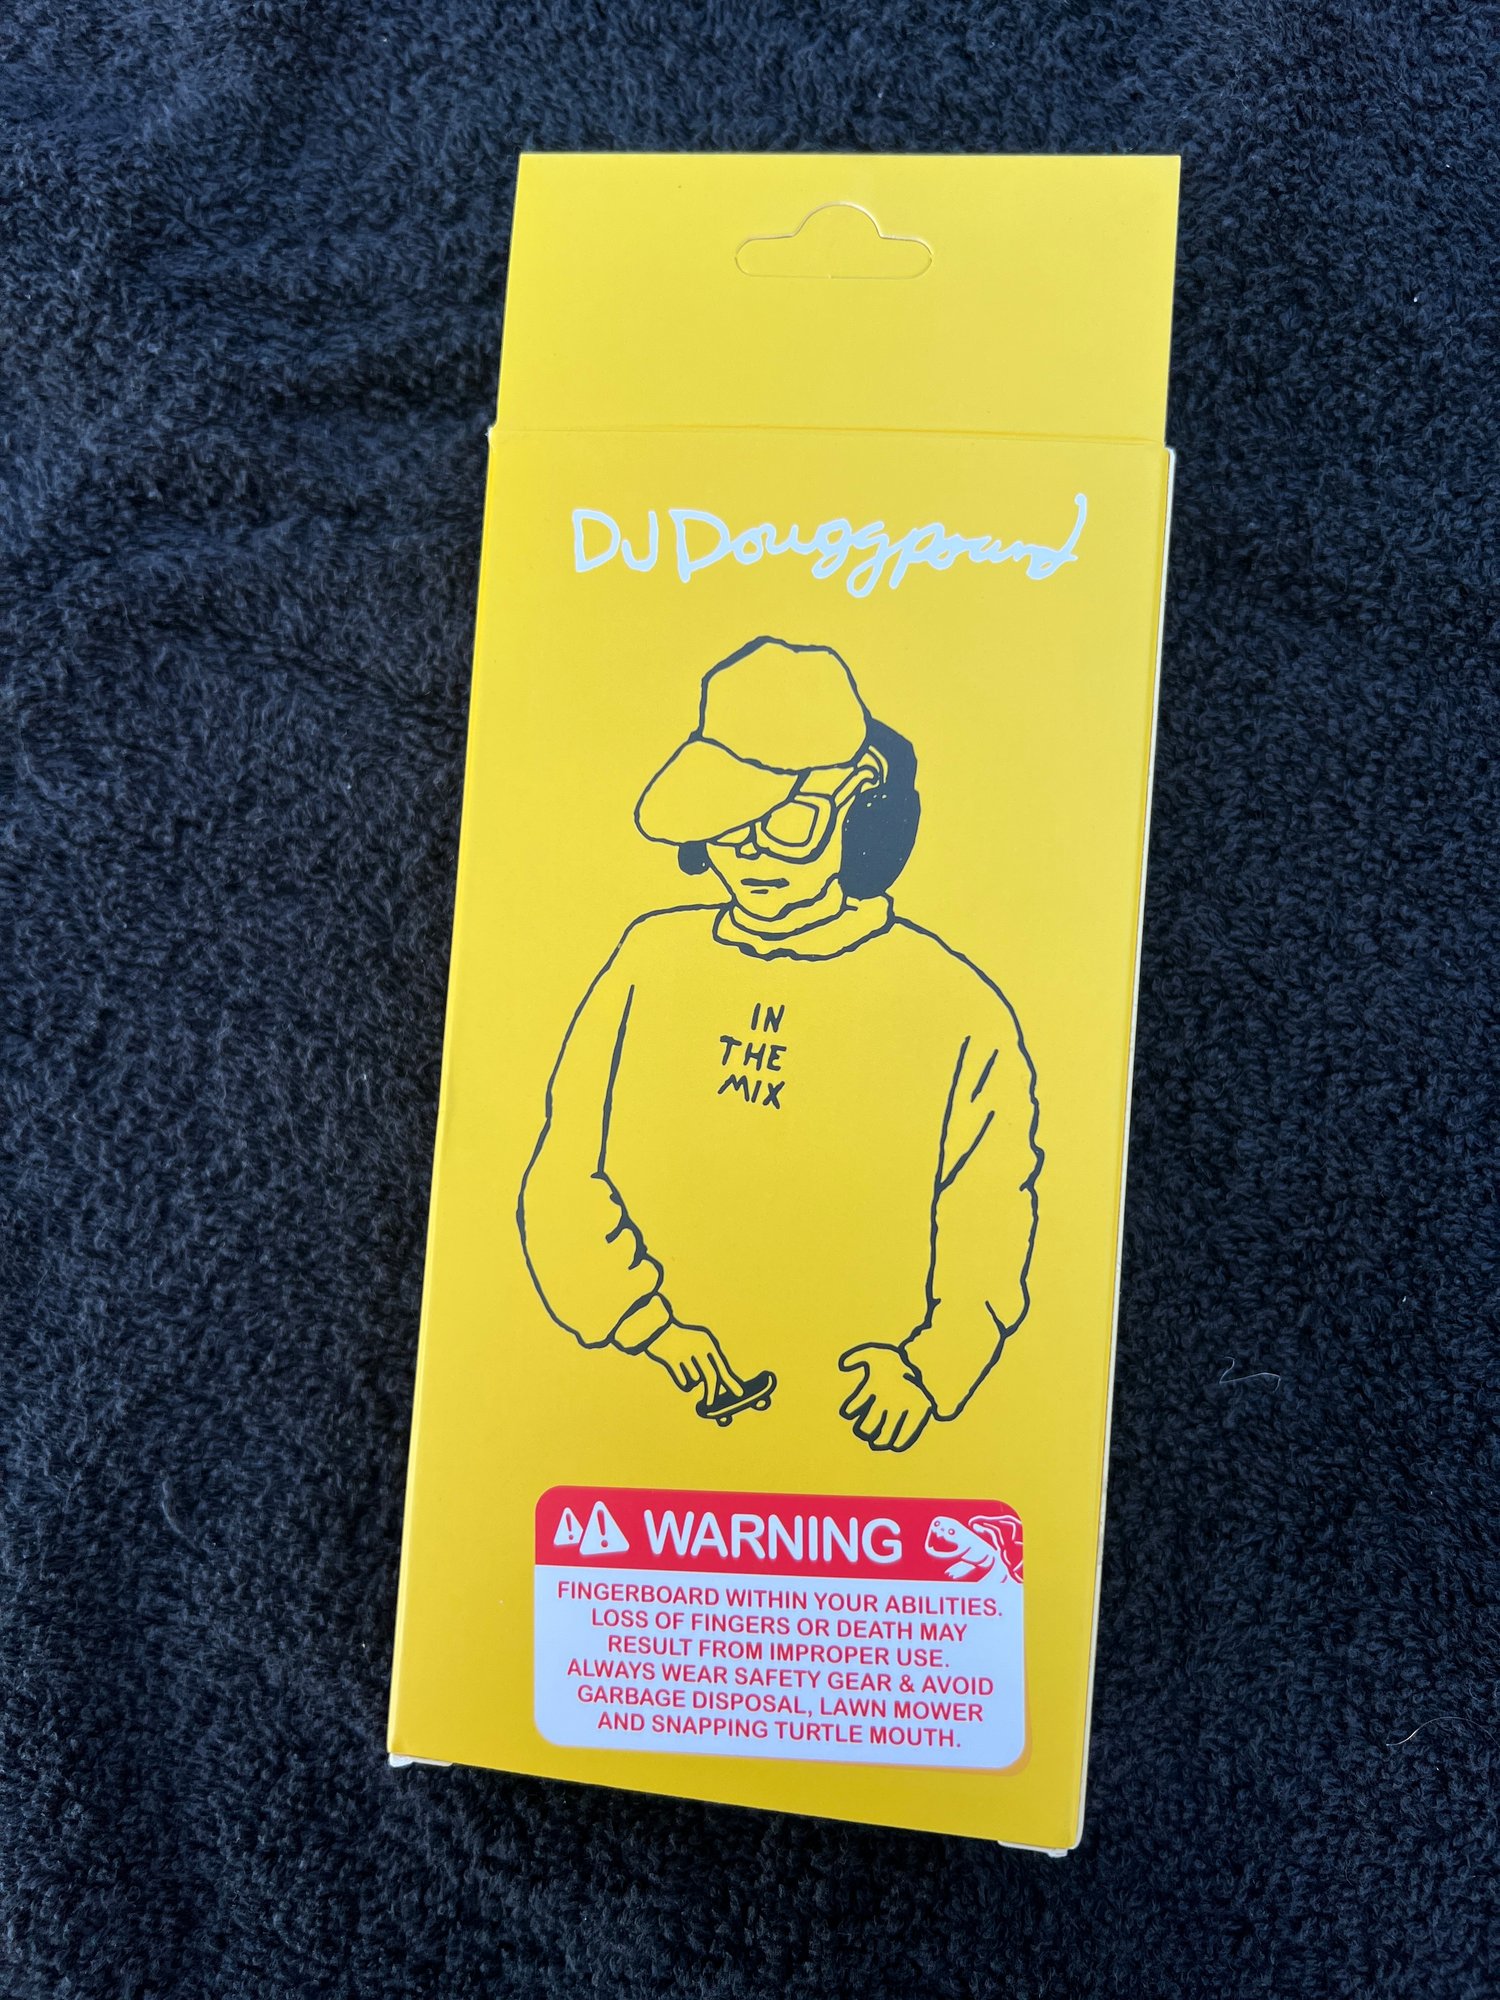 DJ Douggpound
IN
THE
MIX
WARNING
FINGERBOARD WITHIN YOUR ABILITIES.
LOSS OF FINGERS OR DEATH MAY
RESULT FROM IMPROPER USE.
ALWAYS WEAR SAFETY GEAR & AVOID
GARBAGE DISPOSAL, LAWN MOWER
AND SNAPPING TURTLE MOUTH.